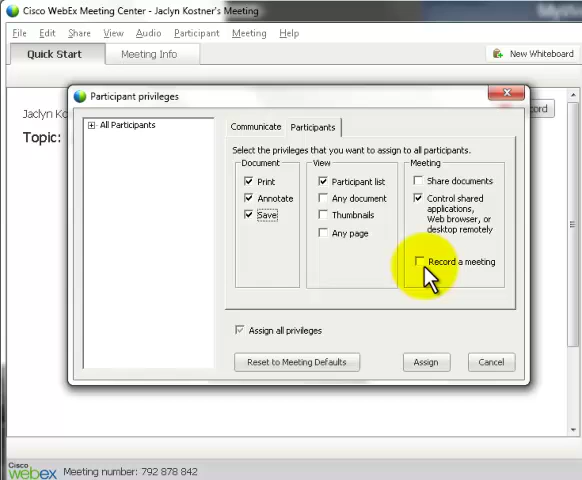 Cisco WebEx Meeting Center - Jaclyn Kostner's Meeting
File Edit Share View Audio Participant Meeting Help
Quick Start Meeting Info New Whiteboard
Participant privileges
Jaclyn Ko
Topic:
All Participants
Communicate Participants
Select the privileges that you want to assign to all participants.
Document View Meeting
Print Participant list Share documents
Annotate Any document Control shared
applications,
Web browser, or
desktop remotely
Save Thumbnails
Any page
Record a meeting
Assign all privileges
Reset to Meeting Defaults Assign Cancel
Cisco
webex Meeting number: 792 878 842